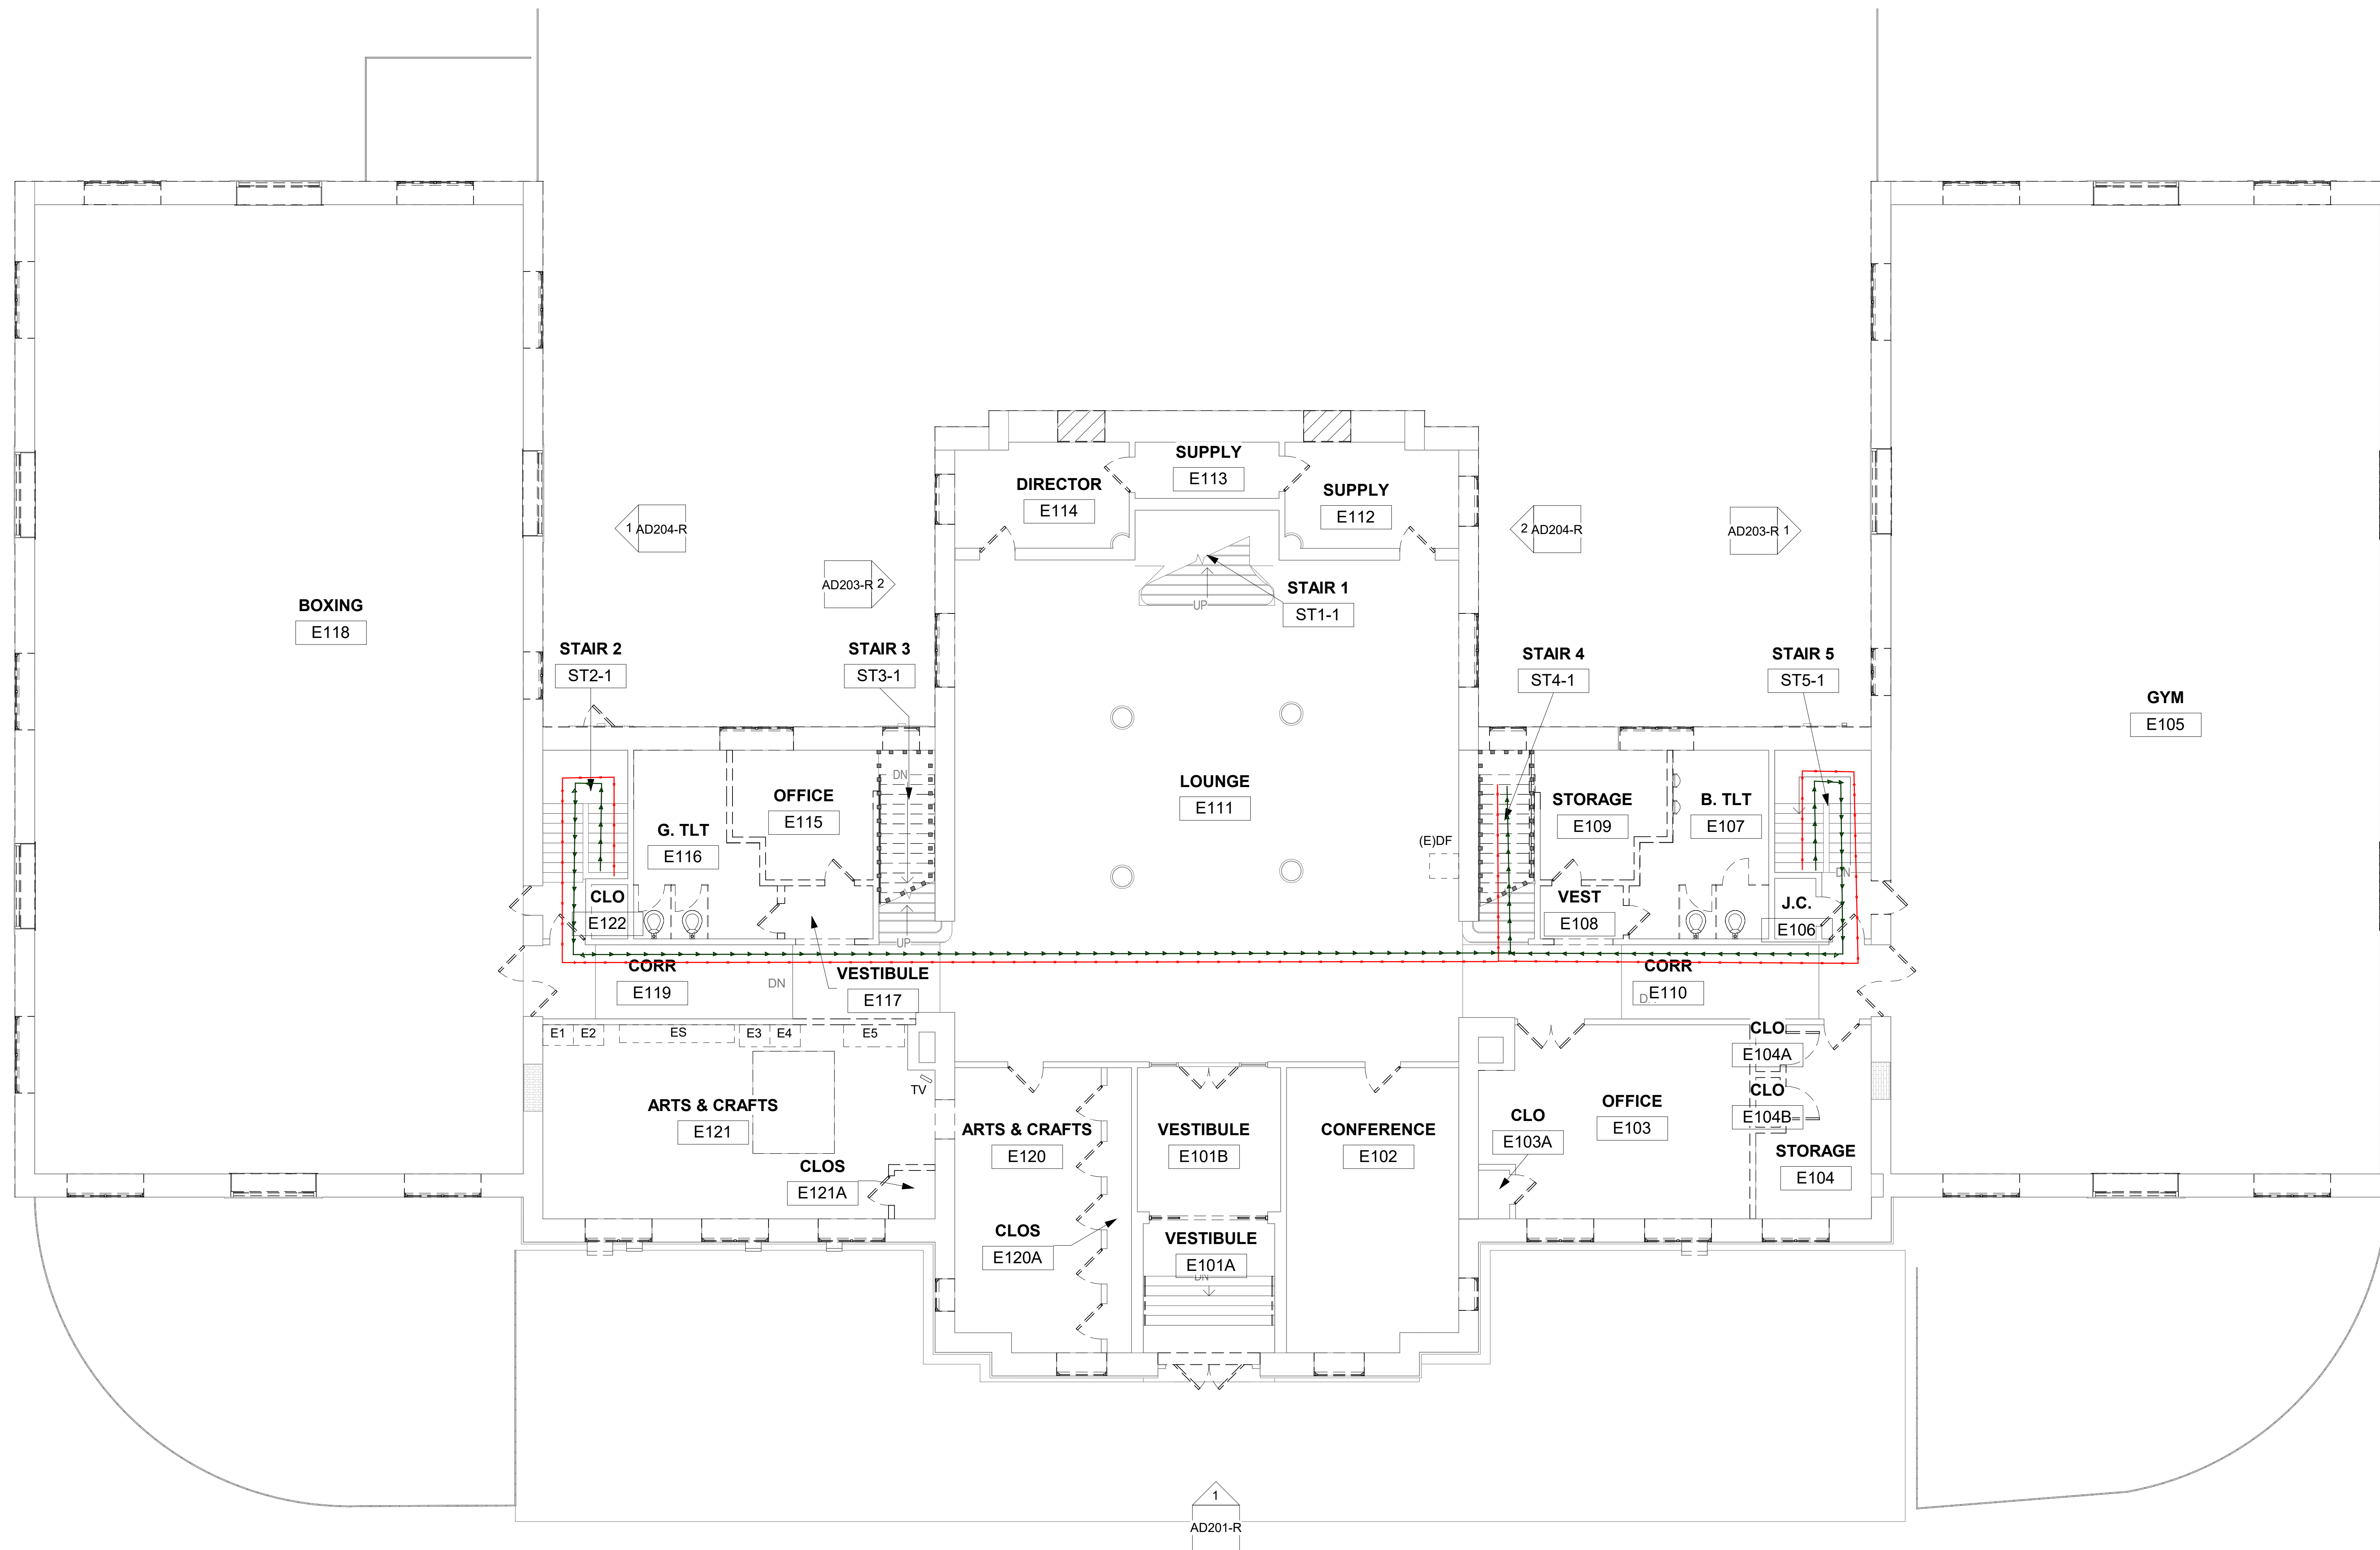 SUPPLY
E113
DIRECTOR
E114
SUPPLY
E112
1 AD204-R
2 AD204-R
AD203-R 1
AD203-R 2
STAIR 1
ST1-1
UP
BOXING
E118
STAIR 2
ST2-1
STAIR 3
ST3-1
STAIR 4
ST4-1
STAIR 5
ST5-1
GYM
E105
LOUNGE
E111
DN
OFFICE
E115
G. TLT
E116
STORAGE
E109
B. TLT
E107
(E)DF
CLO
E122
VEST
E108
J.C.
E106
DN
UP
CORR
E119
DN
VESTIBULE
E117
CORR
E110
E1
E2
ES
E3
E4
E5
TV
CLO
E104A
CLO
E104B
ARTS & CRAFTS
E121
ARTS & CRAFTS
E120
VESTIBULE
E101B
CONFERENCE
E102
CLO
E103A
OFFICE
E103
STORAGE
E104
CLOS
E121A
CLOS
E120A
VESTIBULE
E101A
DN
1
AD201-R